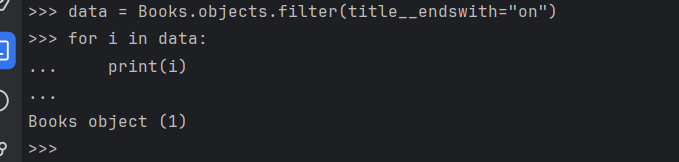 >>> data = Books.objects.filter(title__endswith="on")
>>> for i in data:
...     print(i)
...
Books object (1)
>>>